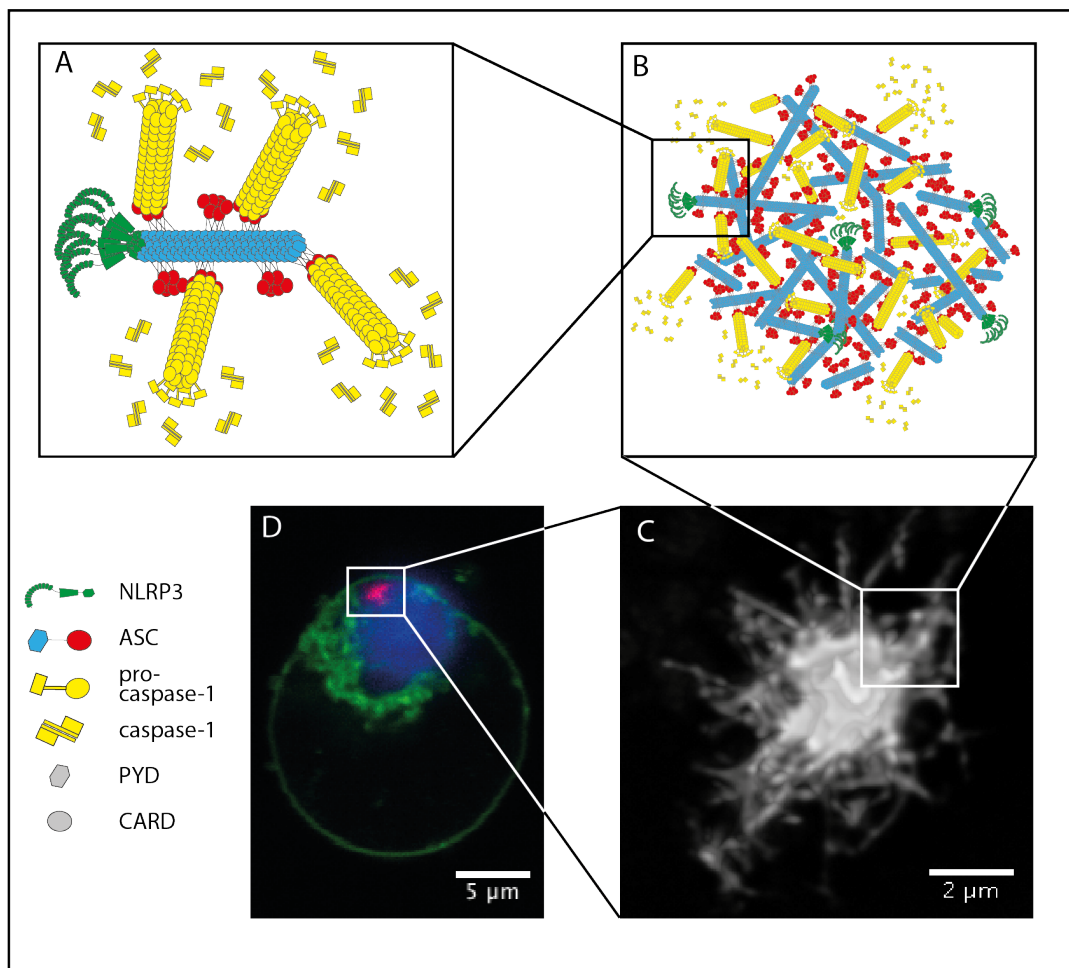 A
B
D
C
NLRP3
ASC
pro-
caspase-1
caspase-1
PYD
CARD
5 μm
2 μm